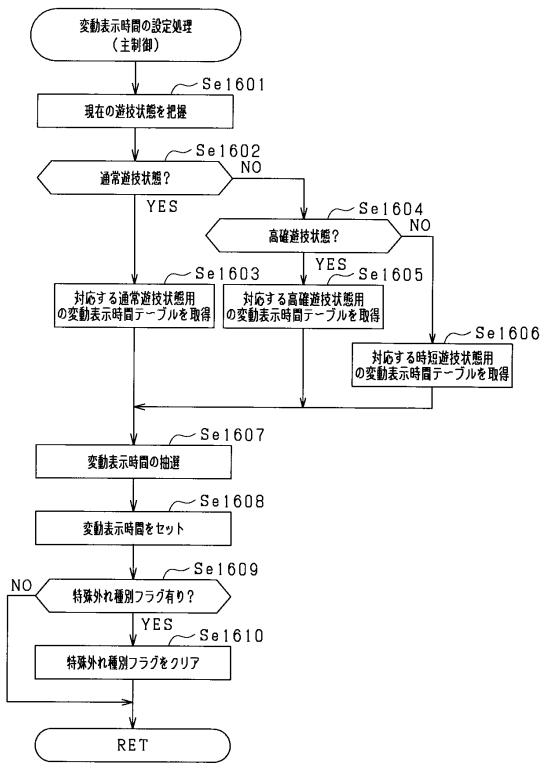 変動表示時間の設定処理
(主制御)
Se1601
現在の遊技状態を把握
Se1602
通常遊技状態?
NO
YES
Se1604
高確遊技状態?
NO
YES
Se1603
対応する通常遊技状態用
の変動表示時間テーブルを取得
Se1605
対応する高確遊技状態用
の変動表示時間テーブルを取得
Se1606
対応する時短遊技状態用
の変動表示時間テーブルを取得
Se1607
変動表示時間の抽選
Se1608
変動表示時間をセット
Se1609
特殊外れ種別フラグ有り?
NO
YES
Se1610
特殊外れ種別フラグをクリア
RET